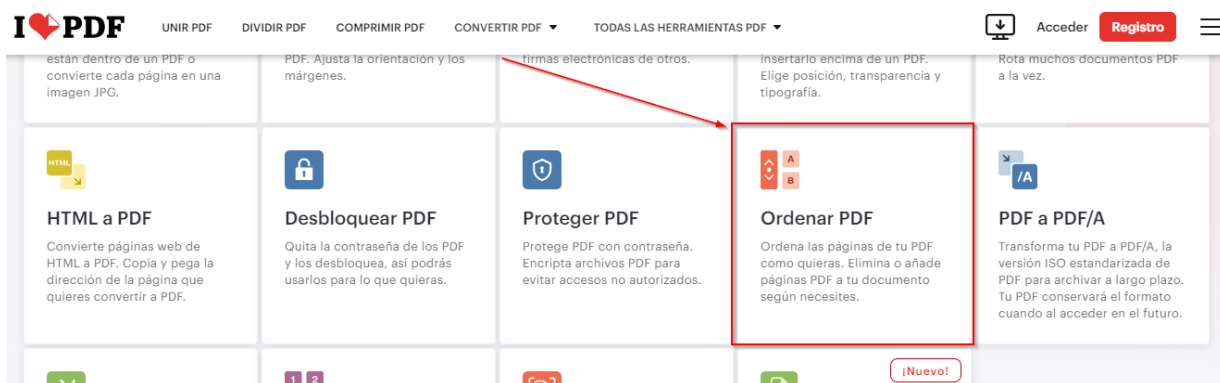 I PDF
UNIR PDF
DIVIDIR PDF
COMPRIMIR PDF
CONVERTIR PDF
TODAS LAS HERRAMIENTAS PDF
Acceder
Registro
están dentro de un PDF o
convierte cada página en una
imagen JPG.
PDF. Ajusta la orientación y los
márgenes.
firmas electrónicas de otros.
insertarlo encima de un PDF.
Elige posición, transparencia y
tipografía.
Rota muchos documentos PDF
a la vez.
HTML
HTML a PDF
Convierte páginas web de
HTML a PDF. Copia y pega la
dirección de la página que
quieres convertir a PDF.
Desbloquear PDF
Quita la contraseña de los PDF
y los desbloquea, así podrás
usarlos para lo que quieras.
Proteger PDF
Protege PDF con contraseña.
Encripta archivos PDF para
evitar accesos no autorizados.
A
B
Ordenar PDF
Ordena las páginas de tu PDF
como quieras. Elimina o añade
páginas PDF a tu documento
según necesites.
/A
PDF a PDF/A
Transforma tu PDF a PDF/A, la
versión ISO estandarizada de
PDF para archivar a largo plazo.
Tu PDF conservará el formato
cuando al acceder en el futuro.
1 2
¡Nuevo!